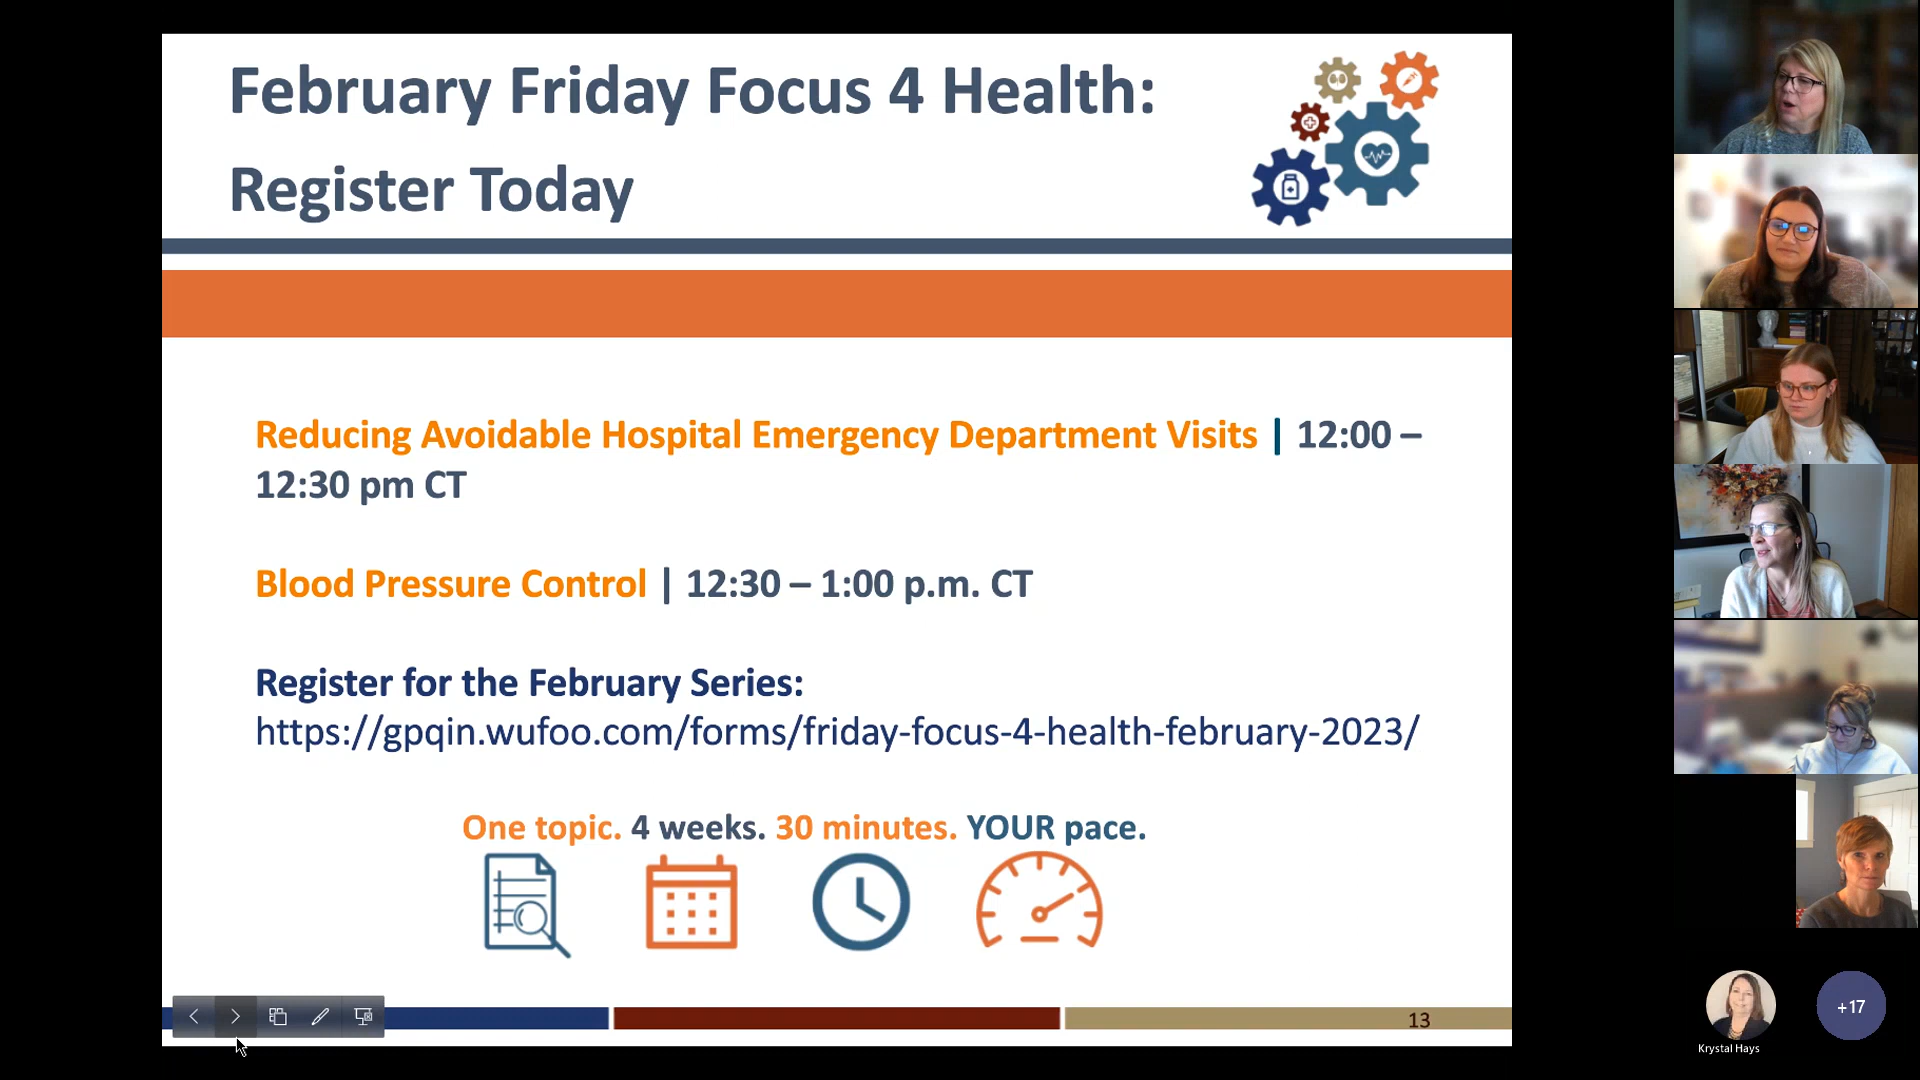 February Friday Focus 4 Health:
Register Today
Reducing Avoidable Hospital Emergency Department Visits | 12:00 –
12:30 pm CT
Blood Pressure Control | 12:30 – 1:00 p.m. CT
Register for the February Series:
https://gpqin.wufoo.com/forms/friday-focus-4-health-february-2023/
One topic. 4 weeks. 30 minutes. YOUR pace.
13
+17
Krystal Hays